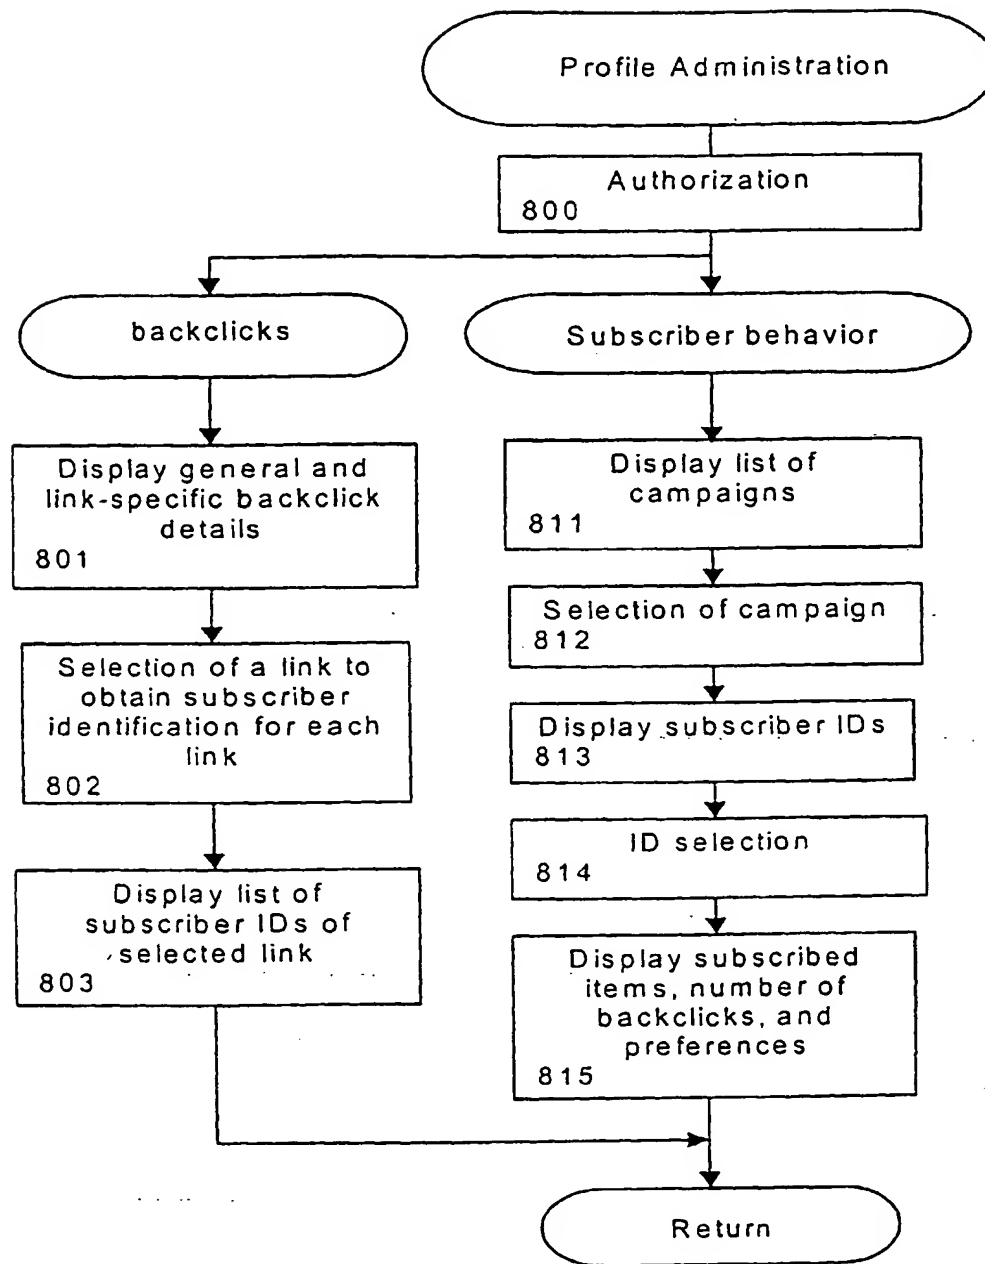 Profile Administration
Authorization
800
backclicks
Display general and
link-specific backclick
details
801
Selection of a link to
obtain subscriber
identification for each
link
802
Display list of
subscriber IDs of
selected link
803
Subscriber behavior
Display list of
campaigns
811
Selection of campaign
812
Display subscriber IDs
813
ID selection
814
Display subscribed
items, number of
backclicks, and
preferences
815
Return